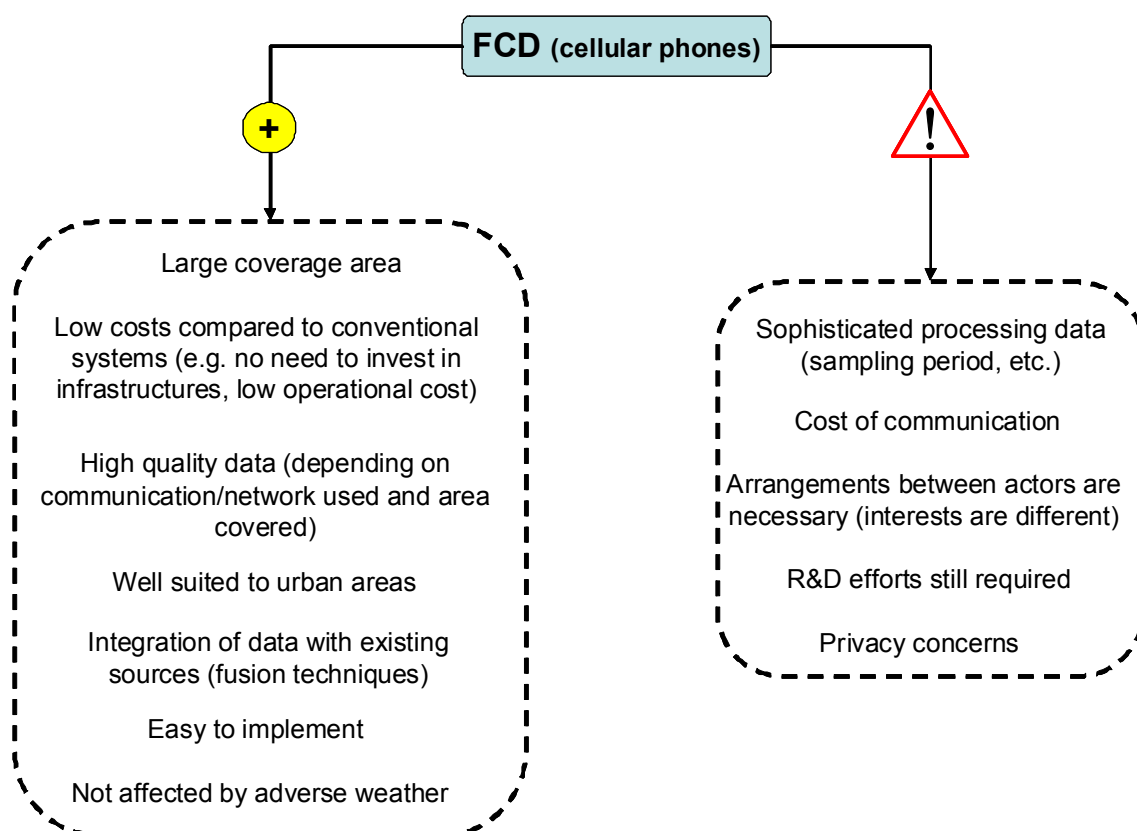 FCD (cellular phones)
+
!
Large coverage area
Low costs compared to conventional
systems (e.g. no need to invest in
infrastructures, low operational cost)
High quality data (depending on
communication/network used and area
covered)
Well suited to urban areas
Integration of data with existing
sources (fusion techniques)
Easy to implement
Not affected by adverse weather
Sophisticated processing data
(sampling period, etc.)
Cost of communication
Arrangements between actors are
necessary (interests are different)
R&D efforts still required
Privacy concerns